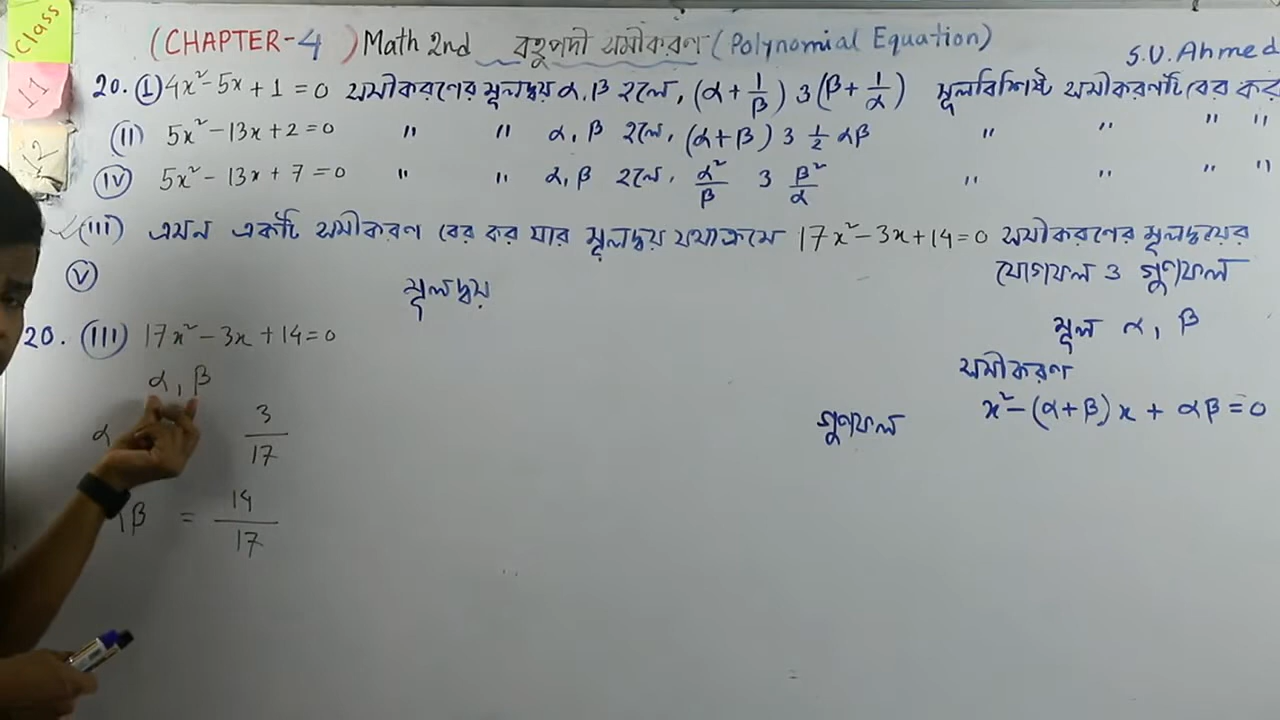 Class
11
12
(CHAPTER-4) Math 2nd বহুপদী সমীকরণ (Polynomial Equation)
S.U.Ahmed
20. (I) 4x² - 5x + 1 = 0 সমীকরণের মূলদ্বয় α, β হলে, (α + 1/β) ও (β + 1/α) মূলবিশিষ্ট সমীকরণটি বের কর
(II) 5x² - 13x + 2 = 0 " " α, β হলে, (α + β) ও 1/2 αβ " " " "
(IV) 5x² - 13x + 7 = 0 " " α, β হলে, α²/β ও β²/α " " " "
(III) এমন একটি সমীকরণ বের কর যার মূলদ্বয় যথাক্রমে 17x² - 3x + 14 = 0 সমীকরণের মূলদ্বয়ের
যোগফল ও গুণফল
(V)
মূলদ্বয়
20. (III) 17x² - 3x + 14 = 0
মূল α, β
সমীকরণ
α, β
x² - (α + β)x + αβ = 0
গুণফল
α 3/17
β = 14/17